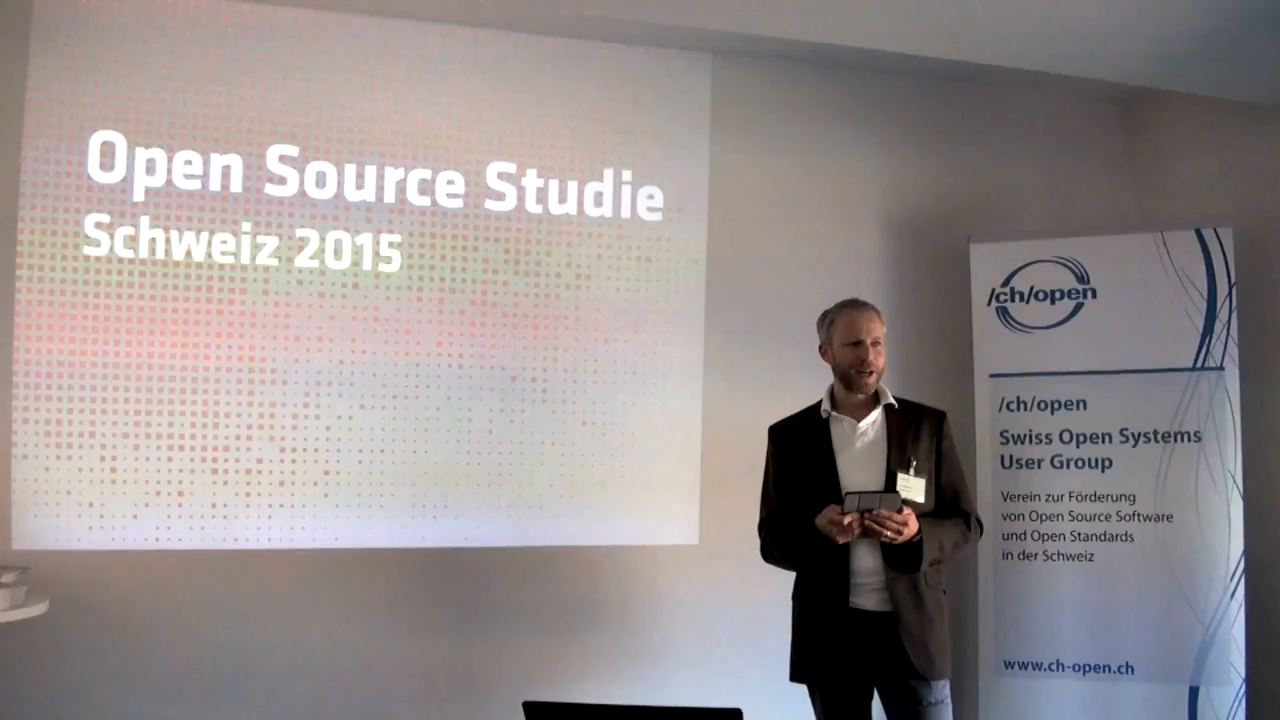 Open Source Studie
Schweiz 2015
/ch/open
/ch/open
Swiss Open Systems
User Group
Verein zur Förderung
von Open Source Software
und Open Standards
in der Schweiz
www.ch-open.ch